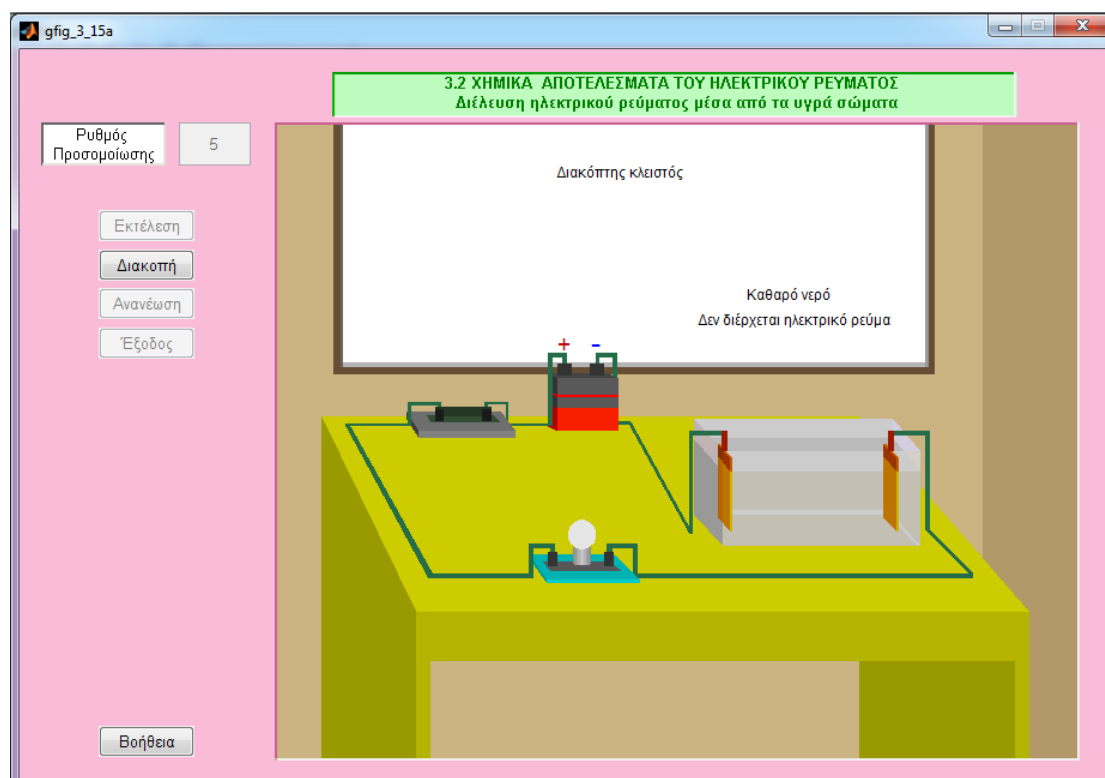 gfig_3_15a
3.2 ΧΗΜΙΚΑ ΑΠΟΤΕΛΕΣΜΑΤΑ ΤΟΥ ΗΛΕΚΤΡΙΚΟΥ ΡΕΥΜΑΤΟΣ
Διέλευση ηλεκτρικού ρεύματος μέσα από τα υγρά σώματα
Ρυθμός
Προσομοίωσης
5
Διακόπτης κλειστός
Εκτέλεση
Διακοπή
Ανανέωση
Έξοδος
Καθαρό νερό
Δεν διέρχεται ηλεκτρικό ρεύμα
+ -
Βοήθεια